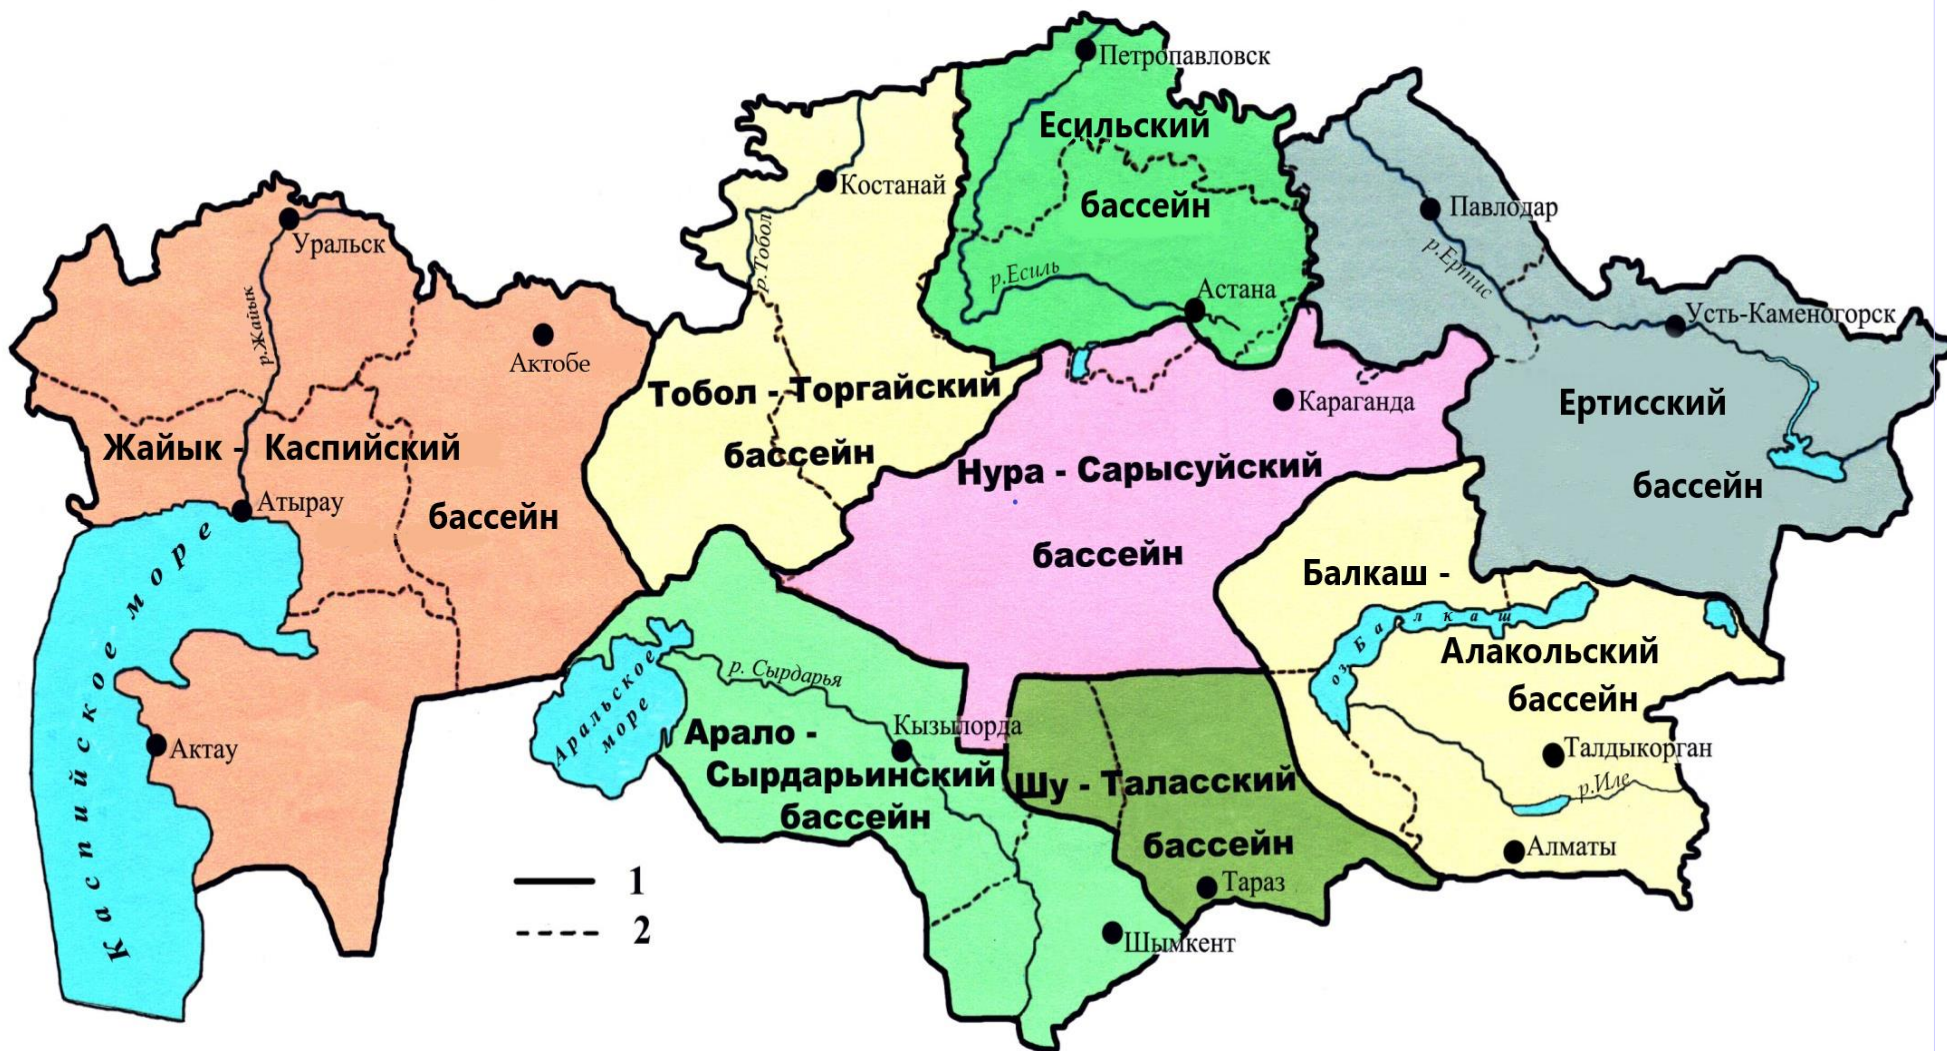 Петропавловск
Есильский
бассейн
Костанай
р.Тобол
р.Есиль
Астана
Павлодар
р.Ертис
Усть-Каменогорск
Ертисский
бассейн
Уральск
р.Жайык
Актобе
Жайык - Каспийский
бассейн
Атырау
Тобол - Торгайский
бассейн
Караганда
Нура - Сарысуйский
бассейн
Балкаш -
Алакольский
бассейн
оз. Балкаш
Талдыкорган
р.Иле
Алматы
Каспийское море
Актау
Аральское
море
р. Сырдарья
Кызылорда
Арало -
Сырдарьинский
бассейн
Шу - Таласский
бассейн
Тараз
Шымкент
1
2